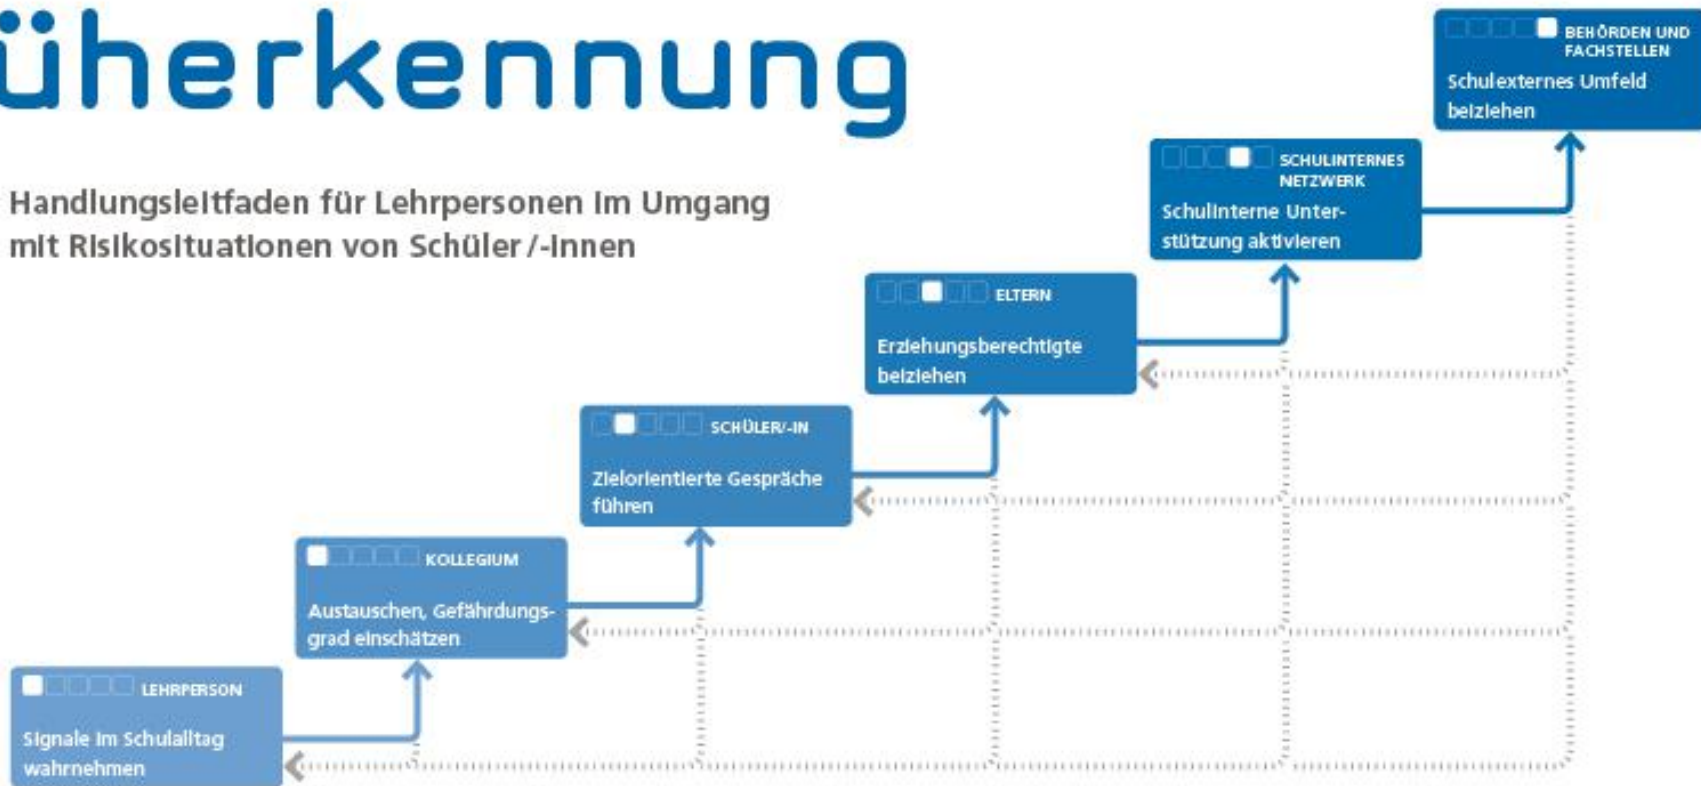 üherkennung
Handlungsleitfaden für Lehrpersonen im Umgang
mit Risikosituationen von Schüler/-innen
BEHÖRDEN UND
FACHSTELLEN
Schulexternes Umfeld
beiziehen
SCHULINTERNES
NETZWERK
Schulinterne Unter-
stützung aktivieren
ELTERN
Erziehungsberechtigte
beiziehen
SCHÜLER/-IN
Zielorientierte Gespräche
führen
KOLLEGIUM
Austauschen, Gefährdungs-
grad einschätzen
LEHRPERSON
Signale im Schulalltag
wahrnehmen